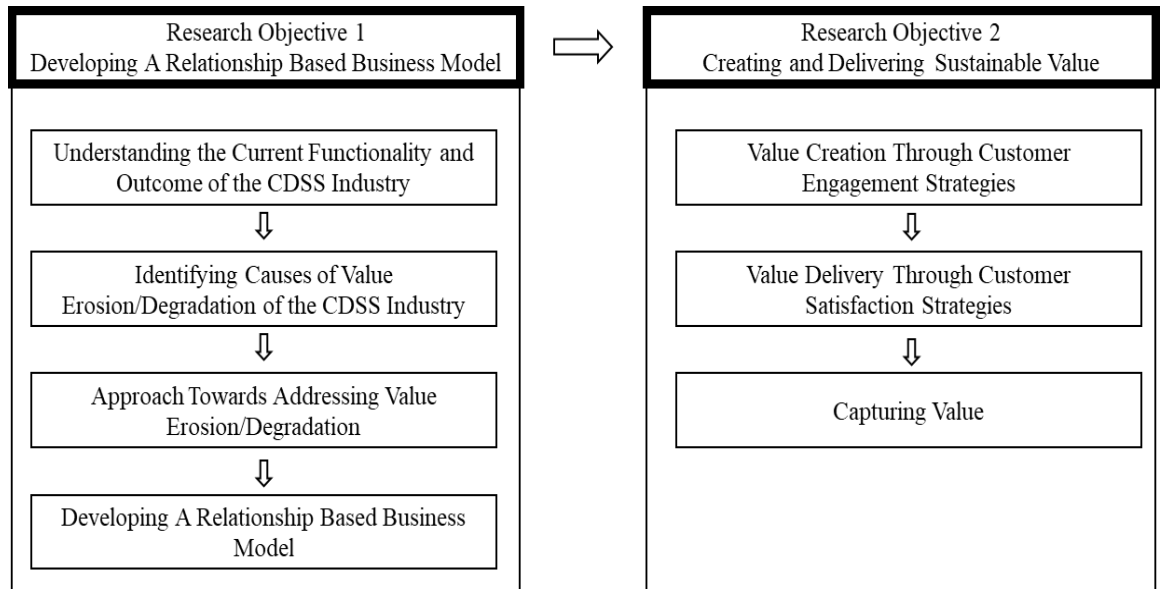 Research Objective 1
Developing A Relationship Based Business Model
Understanding the Current Functionality and
Outcome of the CDSS Industry
Identifying Causes of Value
Erosion/Degradation of the CDSS Industry
Approach Towards Addressing Value
Erosion/Degradation
Developing A Relationship Based Business
Model
Research Objective 2
Creating and Delivering Sustainable Value
Value Creation Through Customer
Engagement Strategies
Value Delivery Through Customer
Satisfaction Strategies
Capturing Value